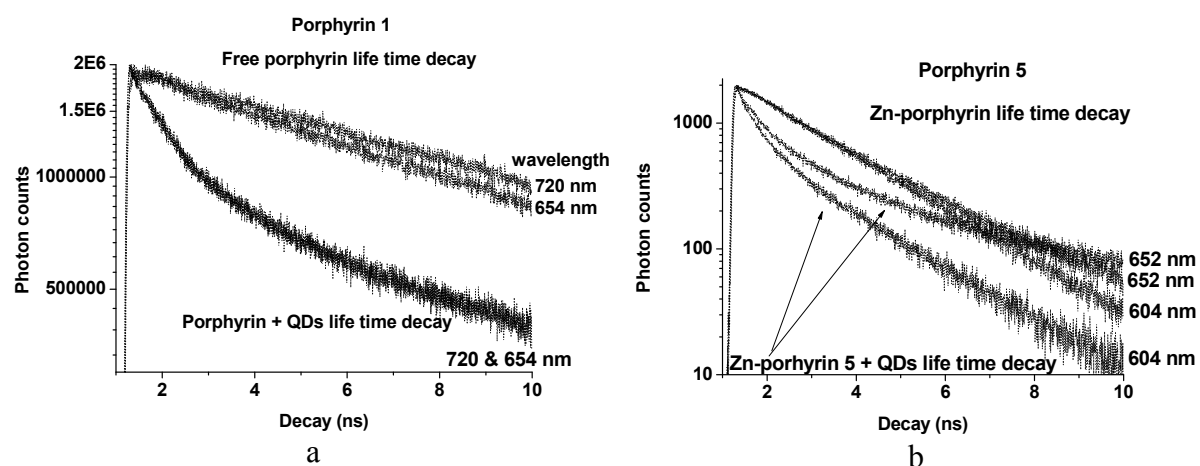 Porphyrin 1
Free porphyrin life time decay
2E6
1.5E6
1000000
500000
Photon counts
wavelength
720 nm
654 nm
Porphyrin + QDs life time decay
720 & 654 nm
2 4 6 8 10
Decay (ns)
a
Porphyrin 5
Zn-porphyrin life time decay
1000
100
10
Photon counts
652 nm
652 nm
604 nm
604 nm
Zn-porhyrin 5 + QDs life time decay
2 4 6 8 10
Decay (ns)
b